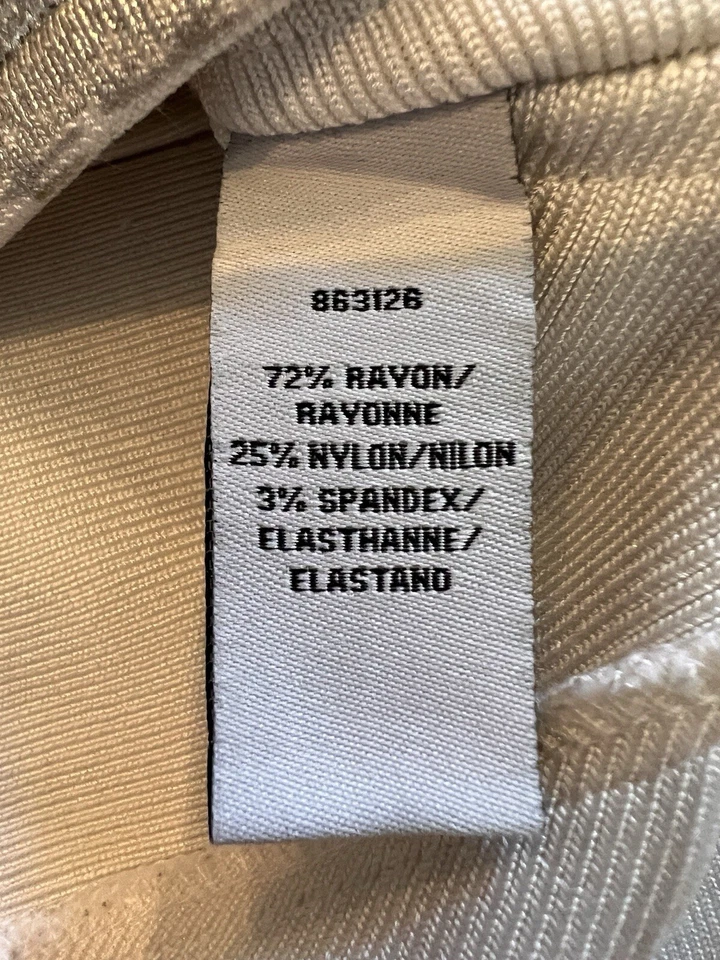 863126
72% RAYON/
RAYONNE
25% NYLON/NILON
3% SPANDEX/
ELASTHANNE/
ELASTANO